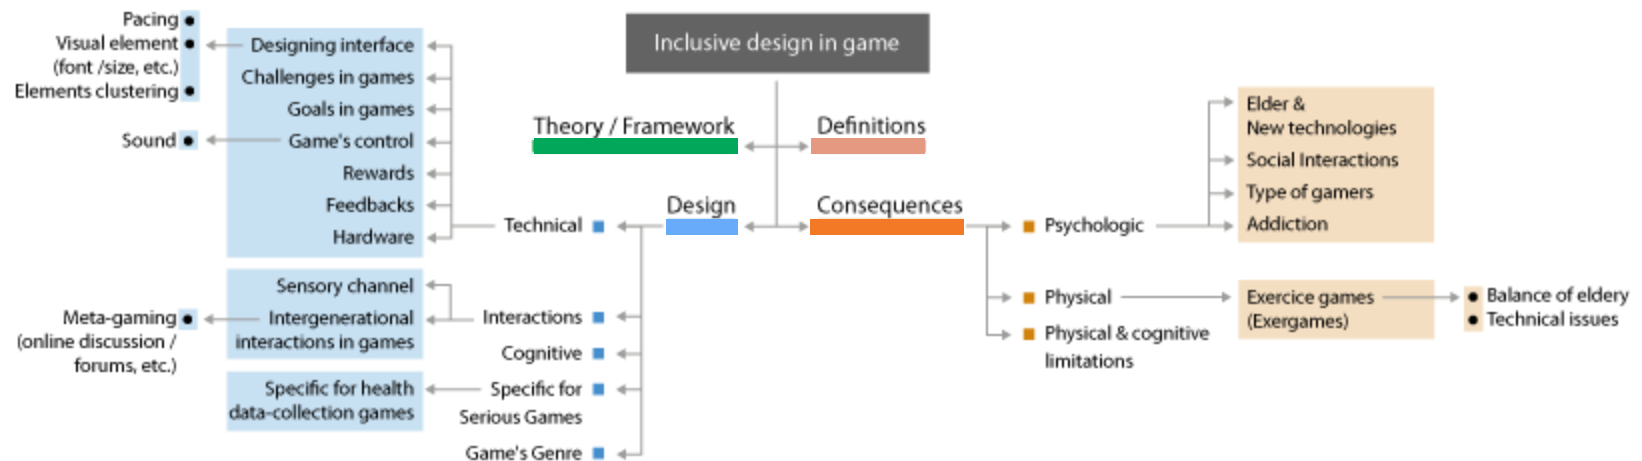 Inclusive design in game
Theory / Framework
Definitions
Design
Consequences
Technical
Designing interface
Challenges in games
Goals in games
Game's control
Rewards
Feedbacks
Hardware
Pacing
Visual element
(font /size, etc.)
Elements clustering
Sound
Interactions
Sensory channel
Intergenerational
interactions in games
Meta-gaming
(online discussion /
forums, etc.)
Cognitive
Specific for
Serious Games
Specific for health
data-collection games
Game's Genre
Psychologic
Elder &
New technologies
Social Interactions
Type of gamers
Addiction
Physical
Exercice games
(Exergames)
Balance of eldery
Technical issues
Physical & cognitive
limitations